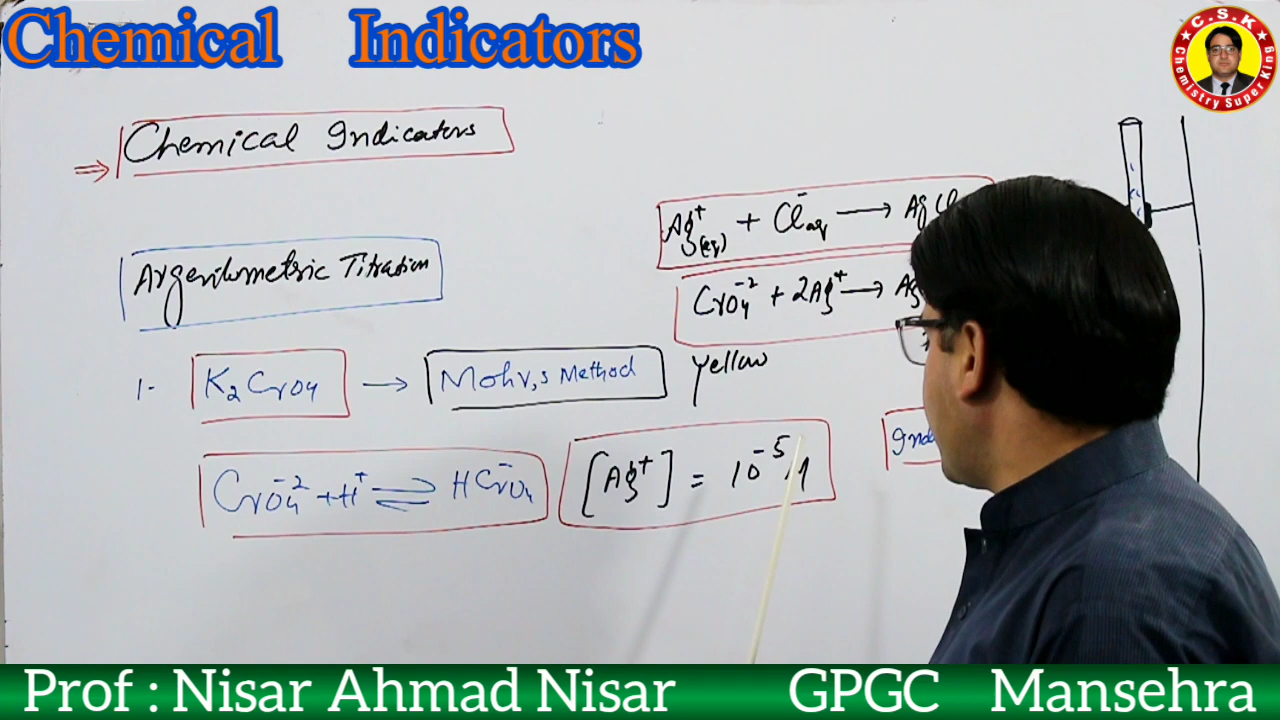 Chemical Indicators
C.S.K
Chemistry Super King
⇒ Chemical Indicators
Ag⁺(aq) + Cl⁻aq → AgCl
Argentometric Titration
CrO₄⁻² + 2Ag⁺ → Ag
1- K₂CrO₄ → Mohr,s Method
Yellow
CrO₄⁻² + H⁺ ⇌ HCrO₄⁻
[Ag⁺] = 10⁻⁵M
Prof : Nisar Ahmad Nisar GPGC Mansehra